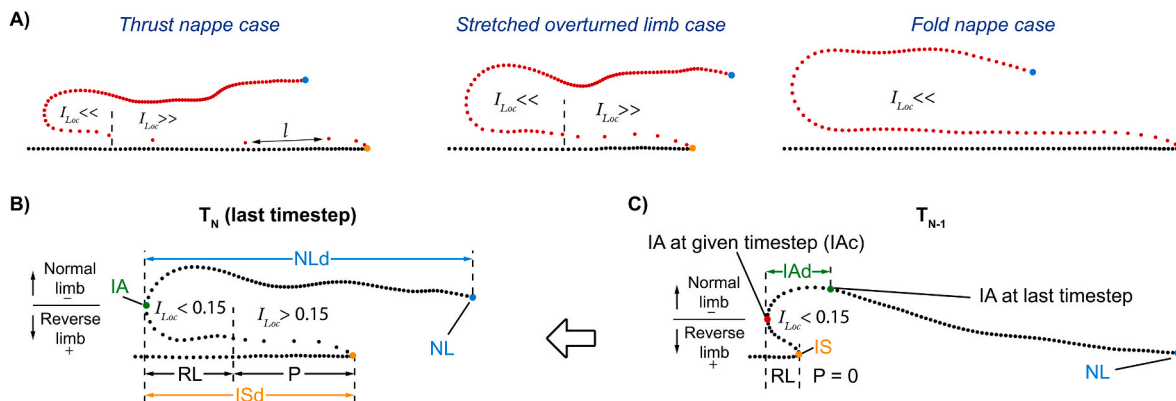 A)
Thrust nappe case
Stretched overturned limb case
Fold nappe case
I_Loc<<
I_Loc>>
l
I_Loc<<
I_Loc>>
I_Loc<<
B)
T_N (last timestep)
NLd
Normal
limb
−
Reverse
limb
+
IA
I_Loc< 0.15
I_Loc> 0.15
NL
RL
P
ISd
C)
T_N-1
IA at given timestep (IAc)
IAd
Normal
limb
−
Reverse
limb
+
IA at last timestep
I_Loc< 0.15
IS
RL
P = 0
NL